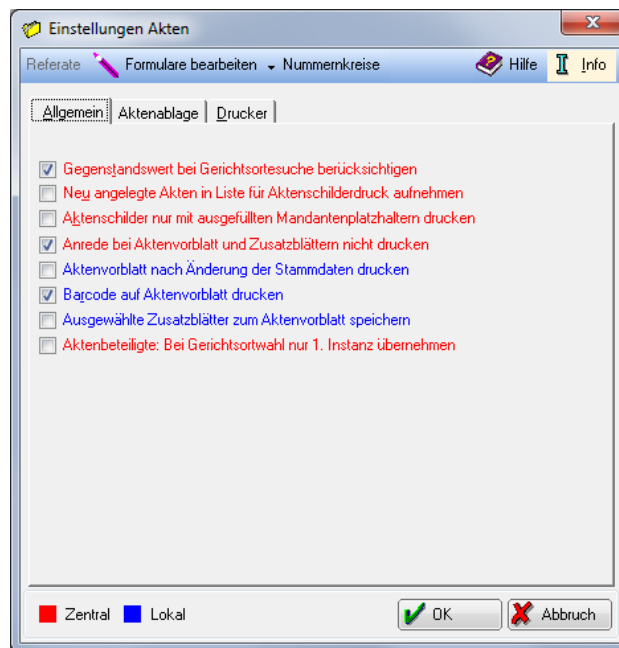 Einstellungen Akten
Referate Formulare bearbeiten Nummernkreise Hilfe Info
Allgemein Aktenablage Drucker
Gegenstandswert bei Gerichtsortesuche berücksichtigen
Neu angelegte Akten in Liste für Aktenschilderdruck aufnehmen
Aktenschilder nur mit ausgefüllten Mandantenplatzhaltern drucken
Anrede bei Aktenvorblatt und Zusatzblättern nicht drucken
Aktenvorblatt nach Änderung der Stammdaten drucken
Barcode auf Aktenvorblatt drucken
Ausgewählte Zusatzblätter zum Aktenvorblatt speichern
Aktenbeteiligte: Bei Gerichtsortwahl nur 1. Instanz übernehmen
Zentral Lokal OK Abbruch